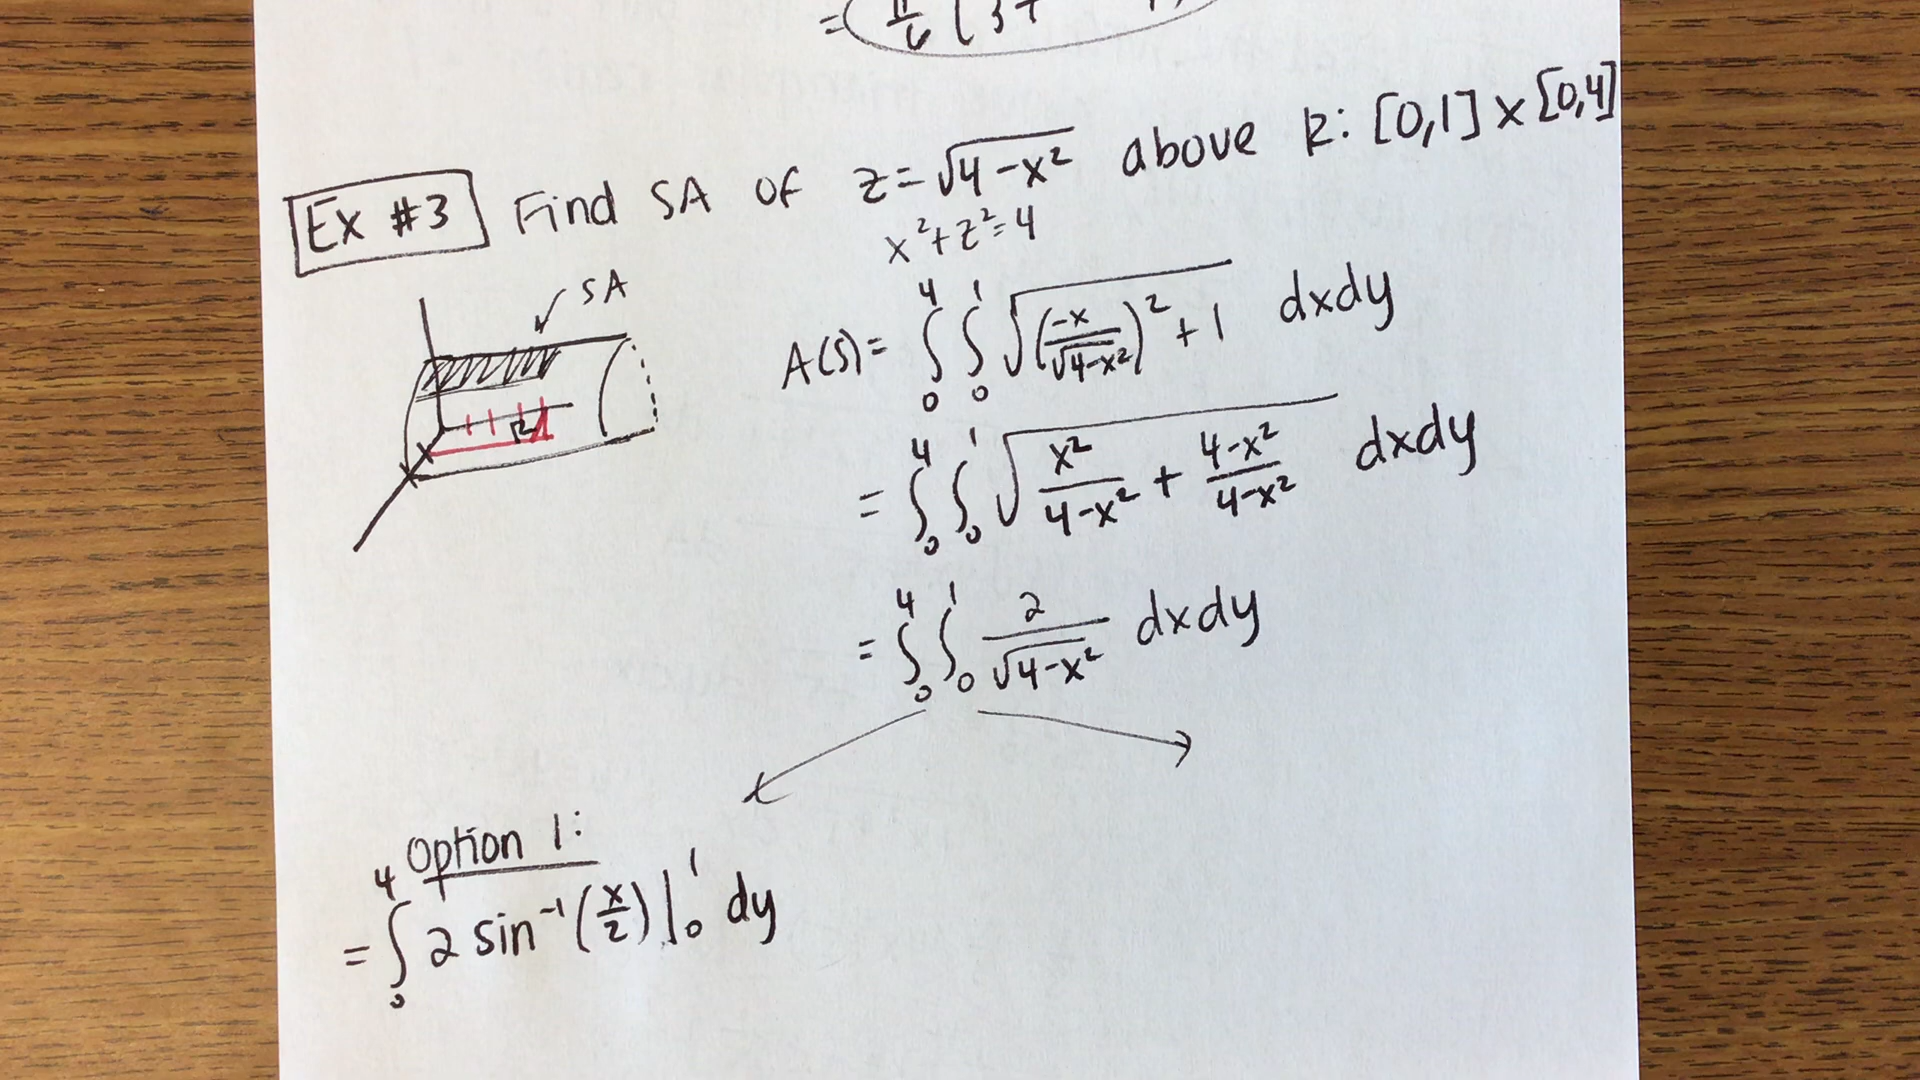 = π/6 [3+
Ex #3 Find SA of z=√4-x² above R: [0,1] x [0,4]
x²+z²=4
SA
R
A(S)= ∫₀⁴ ∫₀¹ √(-x/√4-x²)² + 1 dxdy
= ∫₀⁴ ∫₀¹ √x²/4-x² + 4-x²/4-x² dxdy
= ∫₀⁴ ∫₀¹ 2/√4-x² dxdy
Option 1:
= ∫₀⁴ 2 sin⁻¹(x/2)|₀¹ dy